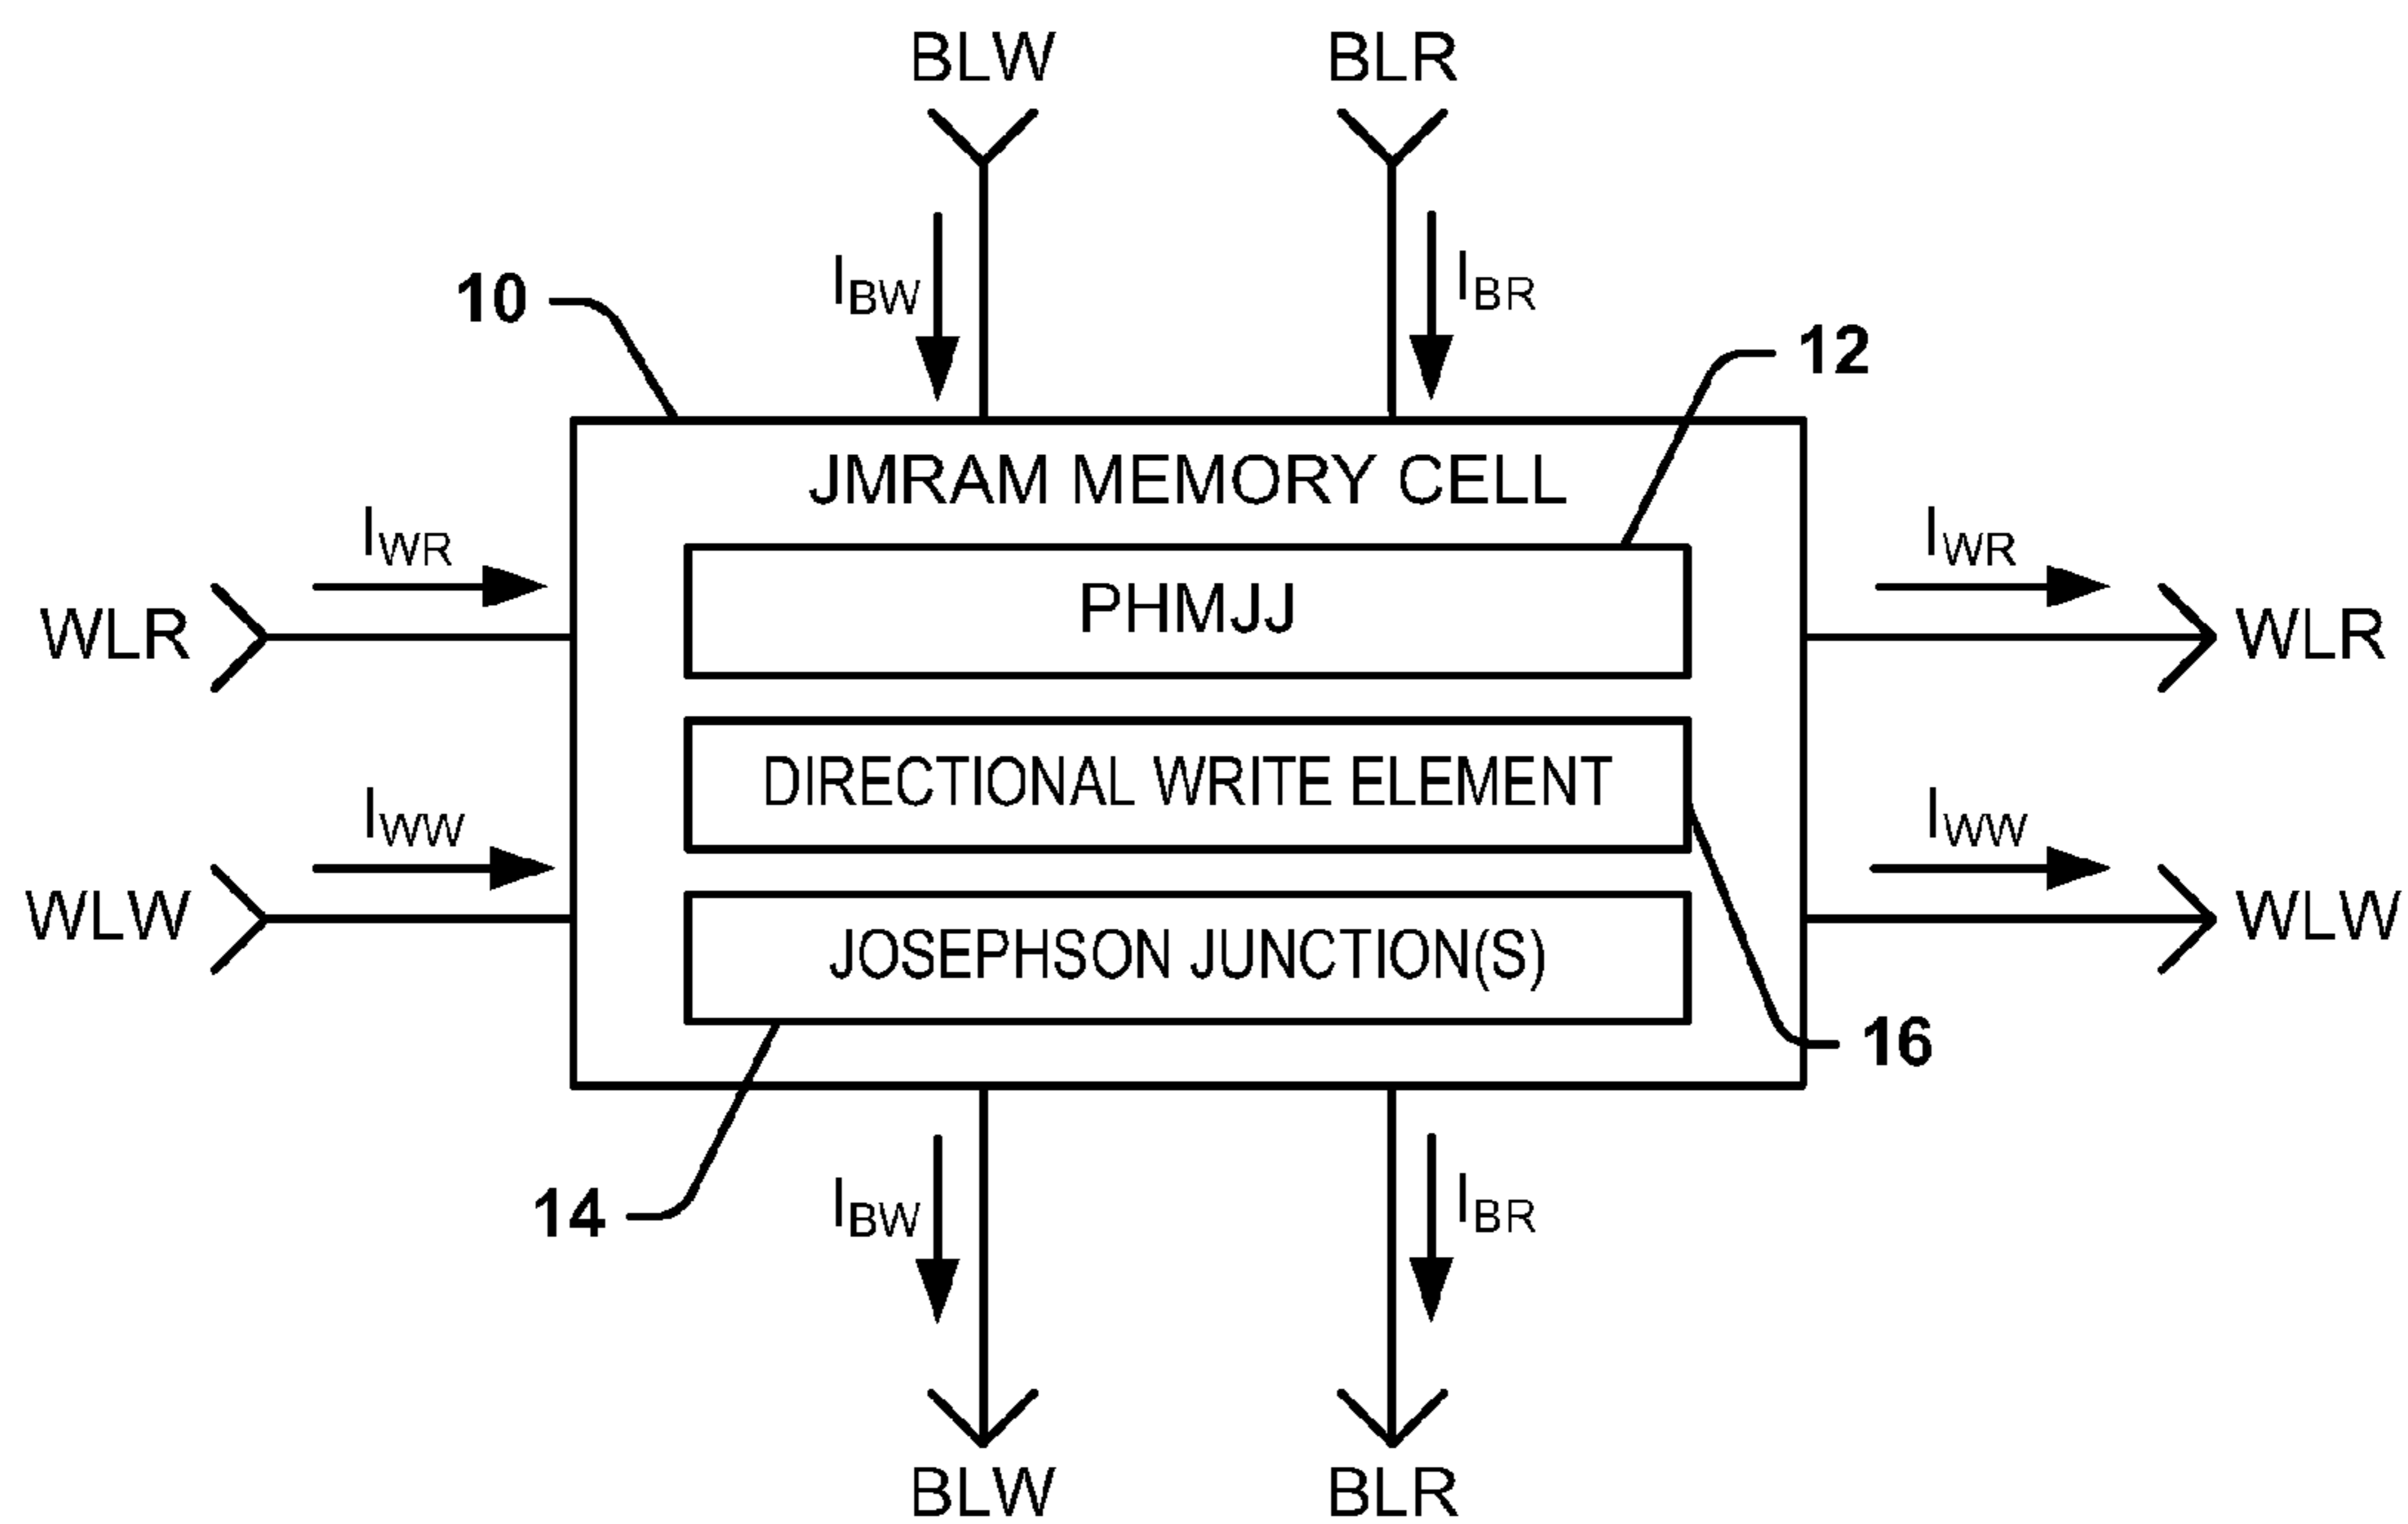 BLW BLR
10 I_BW I_BR 12
JMRAM MEMORY CELL
I_WR I_WR
WLR PHMJJ WLR
DIRECTIONAL WRITE ELEMENT
I_WW I_WW
WLW JOSEPHSON JUNCTION(S) WLW
16
14 I_BW I_BR
BLW BLR